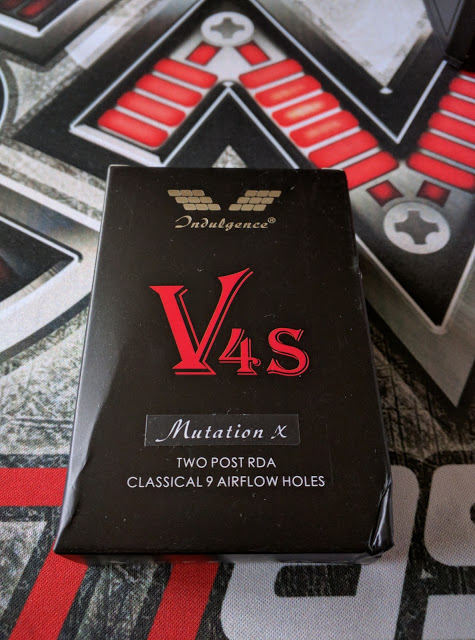 Indulgence®
V4S
Mutation X
TWO POST RDA
CLASSICAL 9 AIRFLOW HOLES